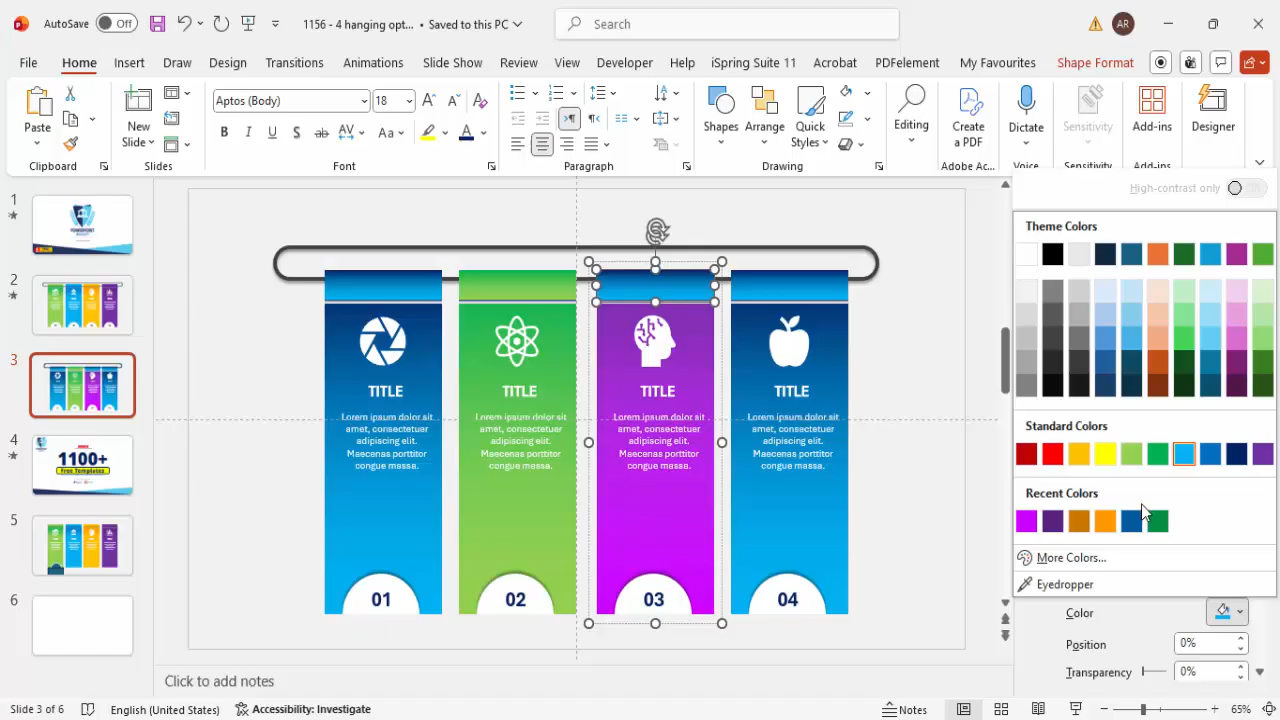 AutoSave Off 1156 - 4 hanging opt... • Saved to this PC Search AR
File Home Insert Draw Design Transitions Animations Slide Show Review View Developer Help iSpring Suite 11 Acrobat PDFelement My Favourites Shape Format
Aptos (Body) 18
Paste New Slide Shapes Arrange Quick Styles Editing Create a PDF Dictate Sensitivity Add-ins Designer
B I U S ab AV Aa A
Clipboard Slides Font Paragraph Drawing Adobe Ac... Voice Sensitivity Add-ins
High-contrast only
Theme Colors
Standard Colors
Recent Colors
More Colors...
Eyedropper
Color
Position 0%
Transparency 0%
1
2
3
4
1100+
Free Templates
5
6
TITLE
Lorem ipsum dolor sit
amet, consectetuer
adipiscing elit.
Maecenas porttitor
congue massa.
01
TITLE
Lorem ipsum dolor sit
amet, consectetuer
adipiscing elit.
Maecenas porttitor
congue massa.
02
TITLE
Lorem ipsum dolor sit
amet, consectetuer
adipiscing elit.
Maecenas porttitor
congue massa.
03
TITLE
Lorem ipsum dolor sit
amet, consectetuer
adipiscing elit.
Maecenas porttitor
congue massa.
04
Click to add notes
Slide 3 of 6 English (United States) Accessibility: Investigate Notes 65%